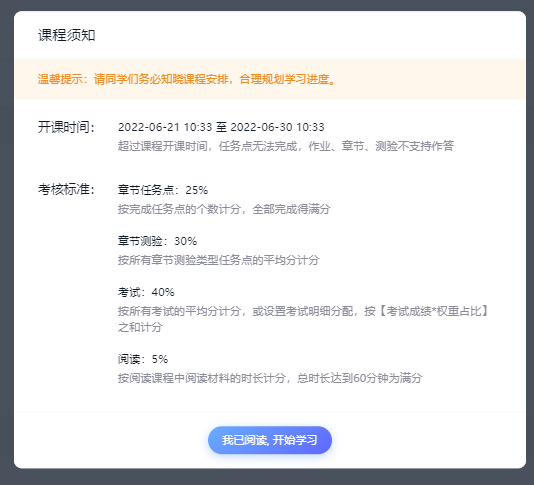 课程须知
温馨提示：请同学们务必知晓课程安排，合理规划学习进度。
开课时间： 2022-06-21 10:33 至 2022-06-30 10:33
超过课程开课时间，任务点无法完成，作业、章节、测验不支持作答
考核标准： 章节任务点：25%
按完成任务点的个数计分，全部完成得满分
章节测验：30%
按所有章节测验类型任务点的平均分计分
考试：40%
按所有考试的平均分计分，或设置考试明细分配，按【考试成绩*权重占比】
之和计分
阅读：5%
按阅读课程中阅读材料的时长计分，总时长达到60分钟为满分
我已阅读, 开始学习